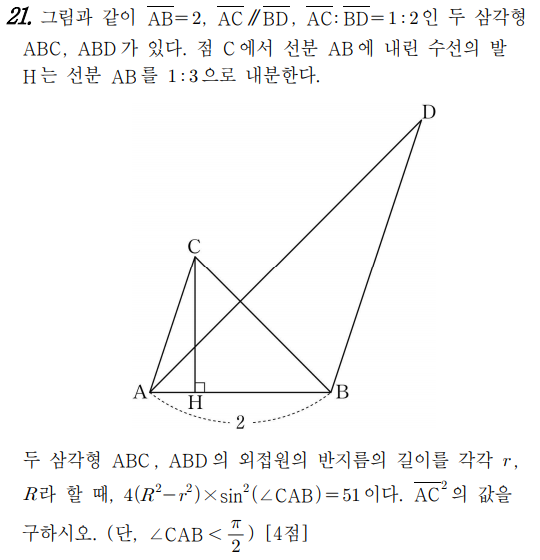 21. 그림과 같이 $\overline{AB}=2$, $\overline{AC}∥\overline{BD}$, $\overline{AC}:\overline{BD}=1:2$인 두 삼각형
ABC, ABD가 있다. 점 C에서 선분 AB에 내린 수선의 발
H는 선분 AB를 1:3으로 내분한다.
D
C
A
H
B
2
두 삼각형 ABC, ABD의 외접원의 반지름의 길이를 각각 $r$,
$R$라 할 때, $4(R^2-r^2)×\sin^2(∠CAB)=51$이다. $\overline{AC}^2$의 값을
구하시오. (단, $∠CAB<\frac{π}{2}$) [4점]